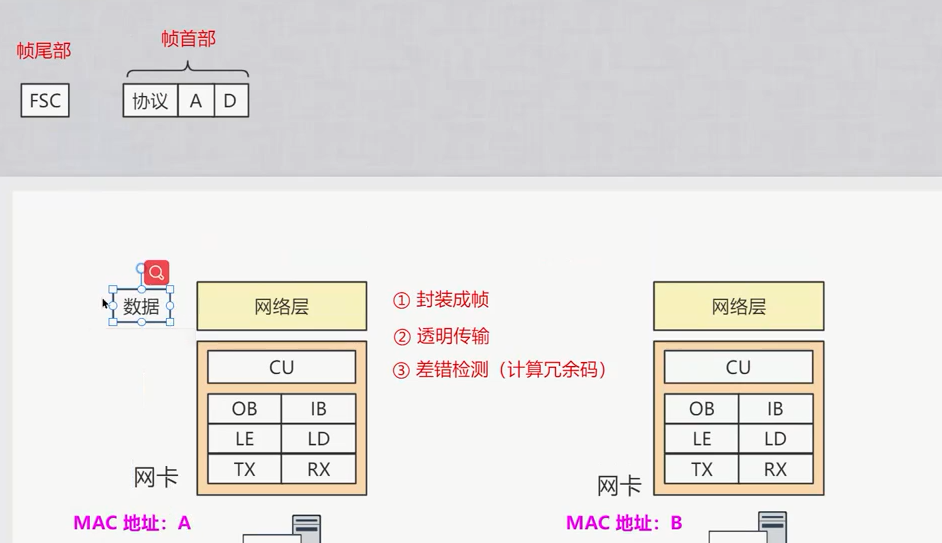 帧尾部
帧首部
FSC
协议 A D
数据
网络层
① 封装成帧
② 透明传输
③ 差错检测（计算冗余码）
CU
OB IB
LE LD
TX RX
网卡
MAC 地址：A
网络层
CU
OB IB
LE LD
TX RX
网卡
MAC 地址：B